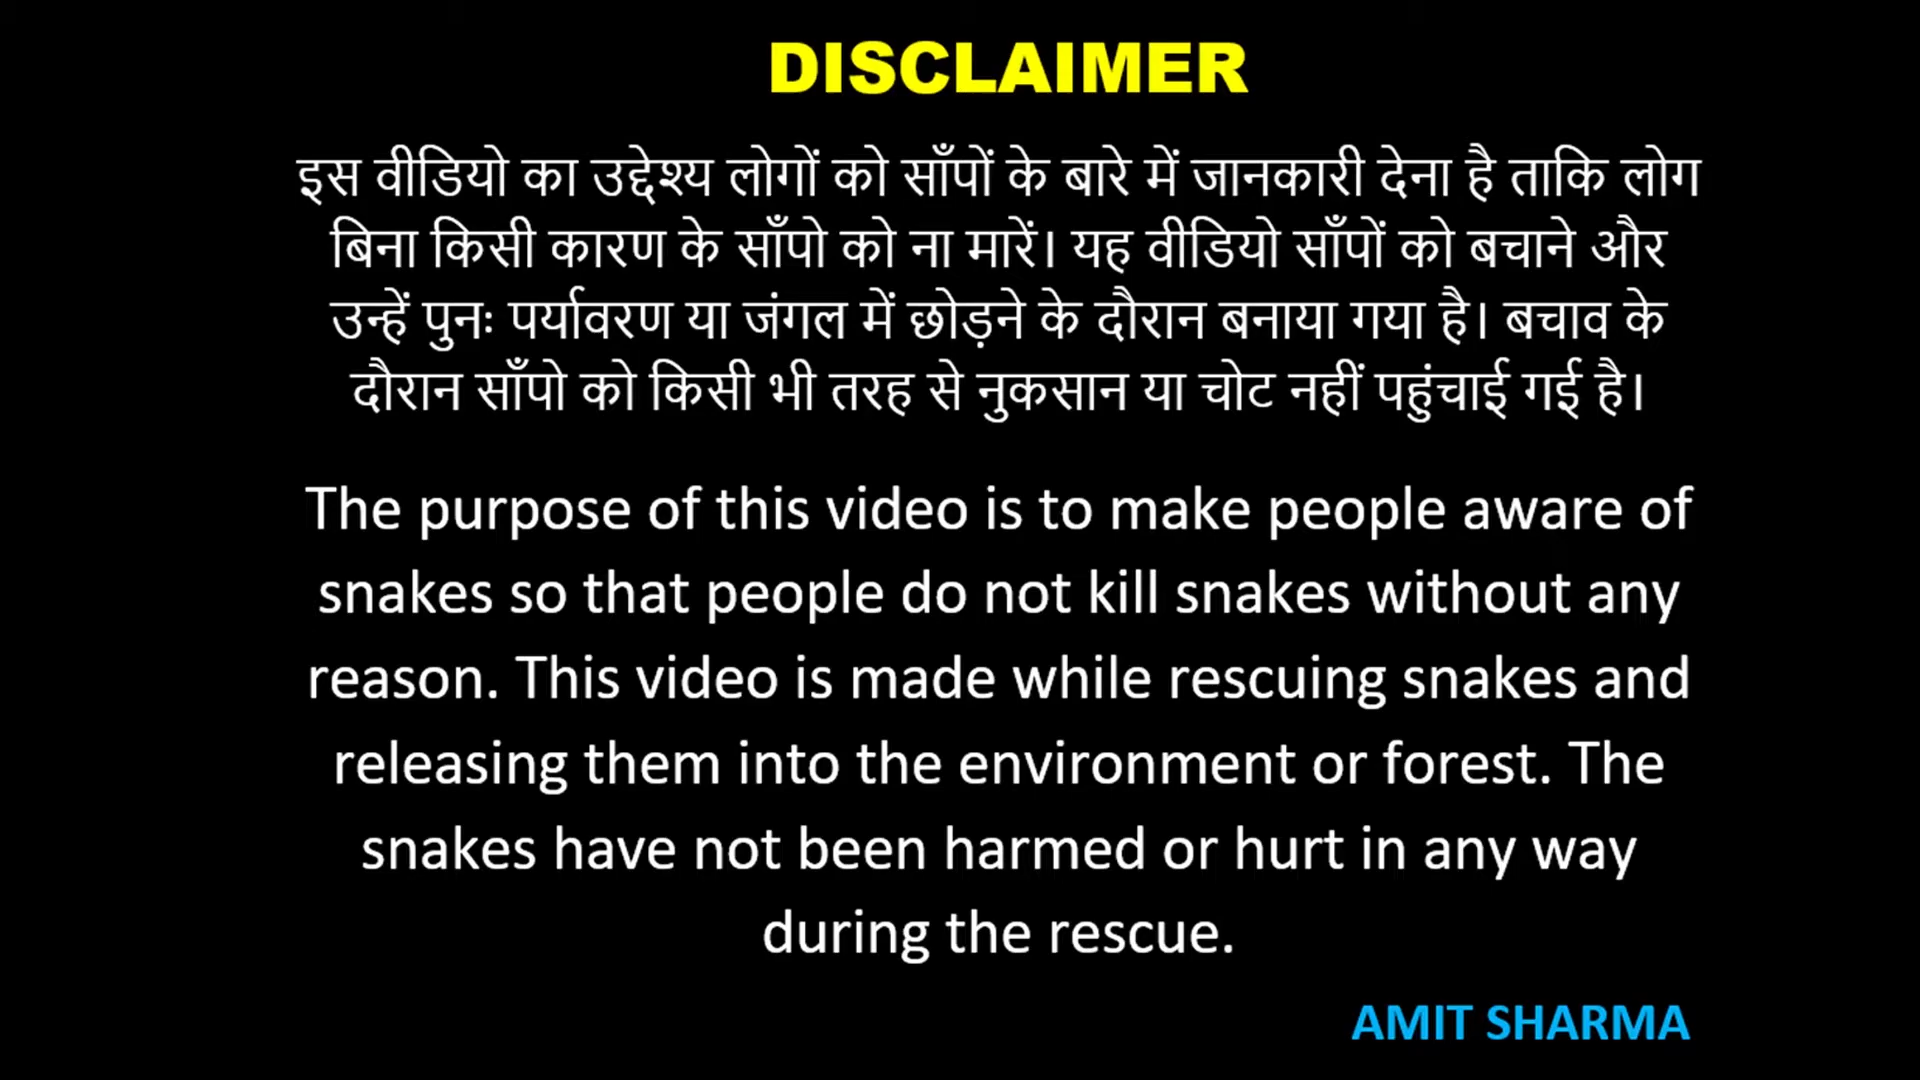 DISCLAIMER
इस वीडियो का उद्देश्य लोगों को साँपों के बारे में जानकारी देना है ताकि लोग
बिना किसी कारण के साँपो को ना मारें। यह वीडियो साँपों को बचाने और
उन्हें पुनः पर्यावरण या जंगल में छोड़ने के दौरान बनाया गया है। बचाव के
दौरान साँपो को किसी भी तरह से नुकसान या चोट नहीं पहुंचाई गई है।
The purpose of this video is to make people aware of
snakes so that people do not kill snakes without any
reason. This video is made while rescuing snakes and
releasing them into the environment or forest. The
snakes have not been harmed or hurt in any way
during the rescue.
AMIT SHARMA